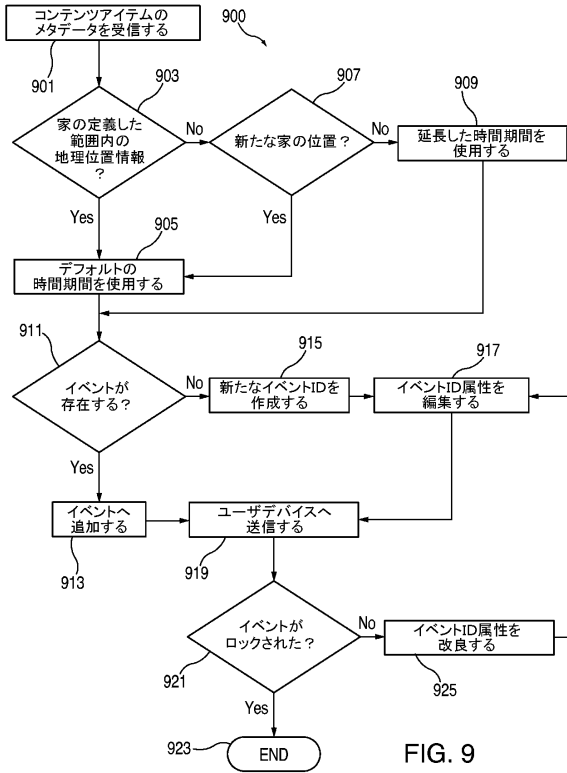 コンテンツアイテムの
メタデータを受信する
900
901
903
家の定義した
範囲内の
地理位置情報
？
No
907
新たな家の位置？
No
909
延長した時間期間を
使用する
Yes
Yes
905
デフォルトの
時間期間を使用する
911
イベントが
存在する？
No
915
新たなイベントIDを
作成する
917
イベントID属性を
編集する
Yes
イベントへ
追加する
913
ユーザデバイスへ
送信する
919
イベントが
ロックされた？
921
No
イベントID属性を
改良する
925
Yes
923
END
FIG. 9